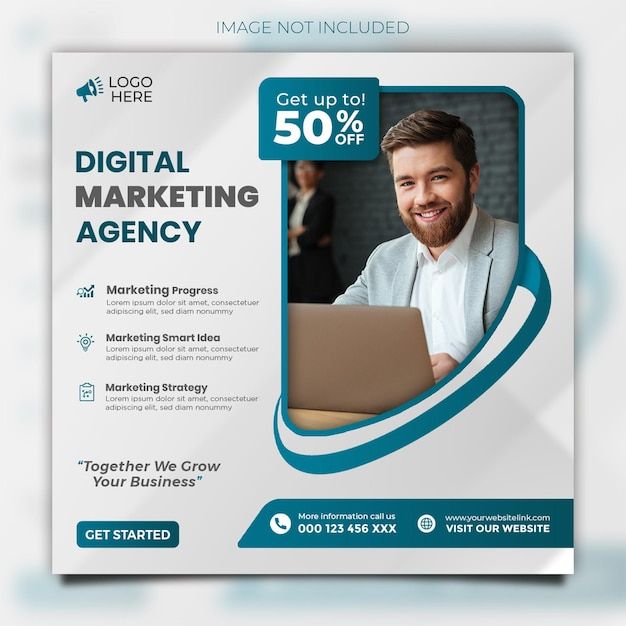 IMAGE NOT INCLUDED
LOGO
HERE
Get up to!
50% OFF
DIGITAL
MARKETING
AGENCY
Marketing Progress
Lorem ipsum dolor sit amet, consectetur
adipiscing elit, sed diam nonummy
Marketing Smart Idea
Lorem ipsum dolor sit amet, consectetur
adipiscing elit, sed diam nonummy
Marketing Strategy
Lorem ipsum dolor sit amet, consectetur
adipiscing elit, sed diam nonummy
“Together We Grow
Your Business”
GET STARTED
More information call us
000 123 456 XXX
www.yourwebsitelink.com
VISIT OUR WEBSITE